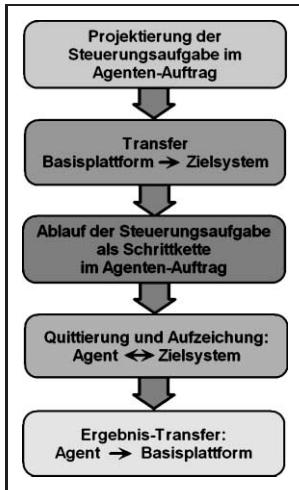 Projektierung der
Steuerungsaufgabe im
Agenten-Auftrag
Transfer
Basisplattform → Zielsystem
Ablauf der Steuerungsaufgabe
als Schrittkette
im Agenten-Auftrag
Quittierung und Aufzeichung:
Agent ↔ Zielsystem
Ergebnis-Transfer:
Agent → Basisplattform